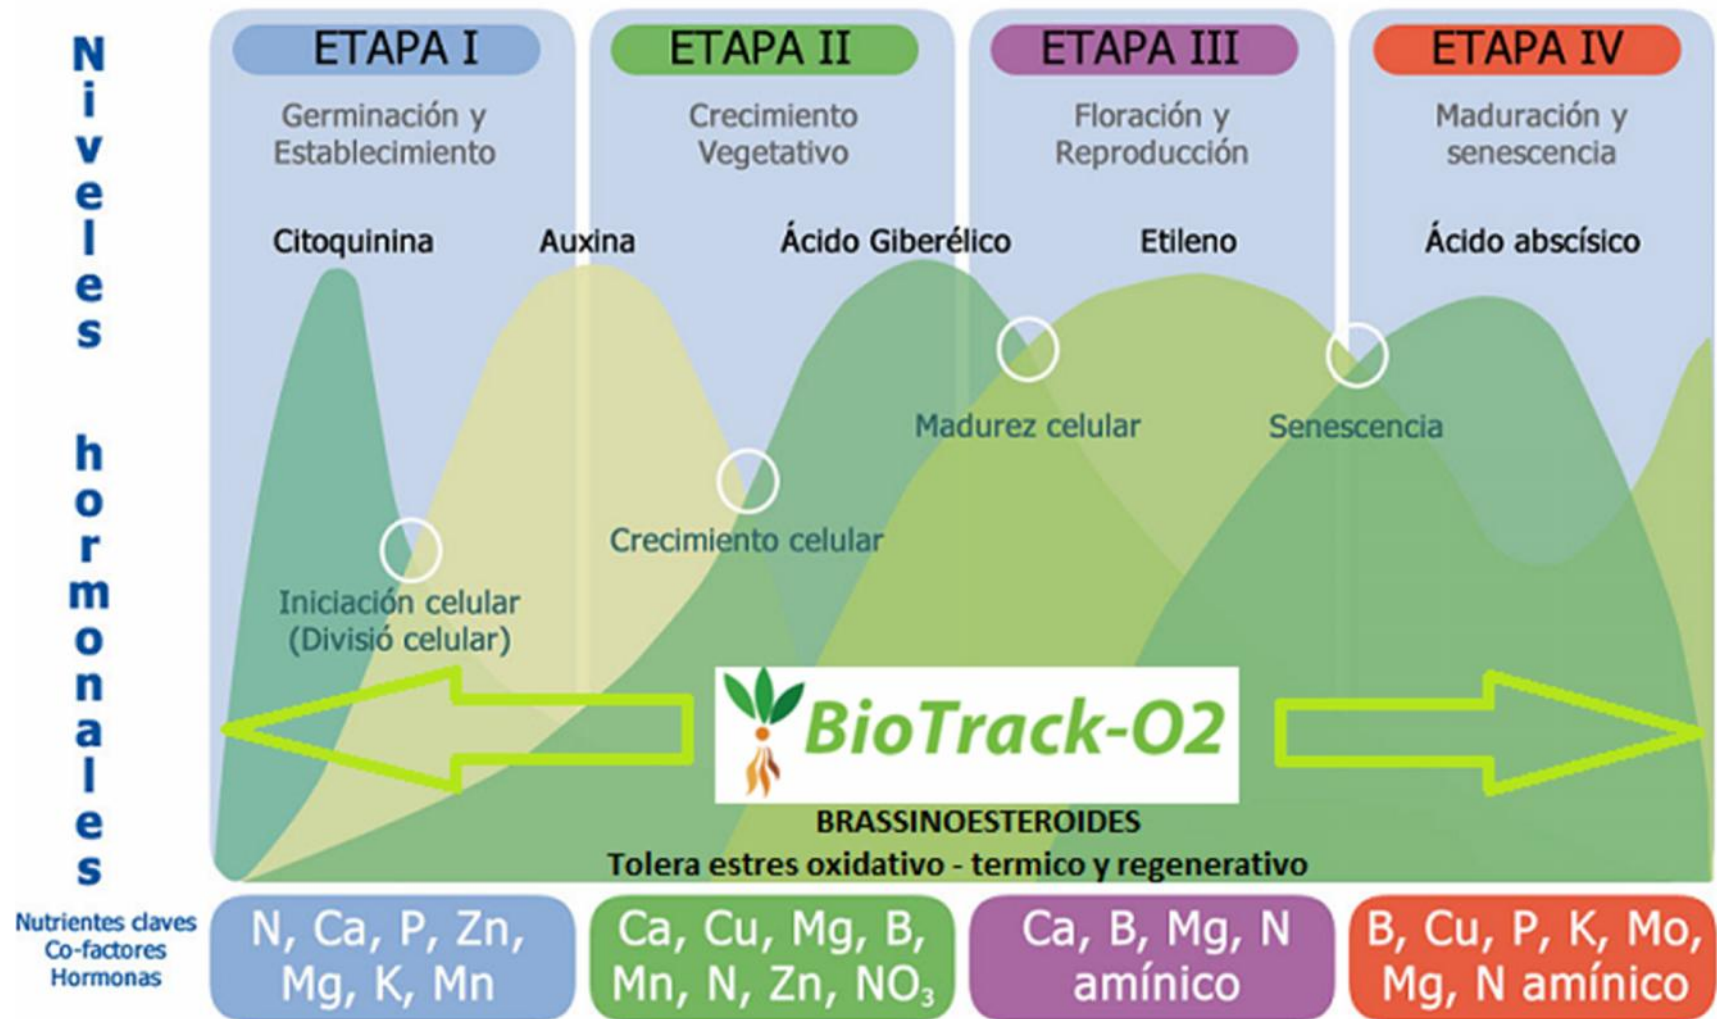 Niveles hormonales
ETAPA I
ETAPA II
ETAPA III
ETAPA IV
Germinación y
Establecimiento
Crecimiento
Vegetativo
Floración y
Reproducción
Maduración y
senescencia
Citoquinina
Auxina
Ácido Giberélico
Etileno
Ácido abscísico
Madurez celular
Senescencia
Crecimiento celular
Iniciación celular
(Divisió celular)
BioTrack-O2
BRASSINOESTEROIDES
Tolera estres oxidativo - termico y regenerativo
Nutrientes claves
Co-factores
Hormonas
N, Ca, P, Zn,
Mg, K, Mn
Ca, Cu, Mg, B,
Mn, N, Zn, NO₃
Ca, B, Mg, N
amínico
B, Cu, P, K, Mo,
Mg, N amínico